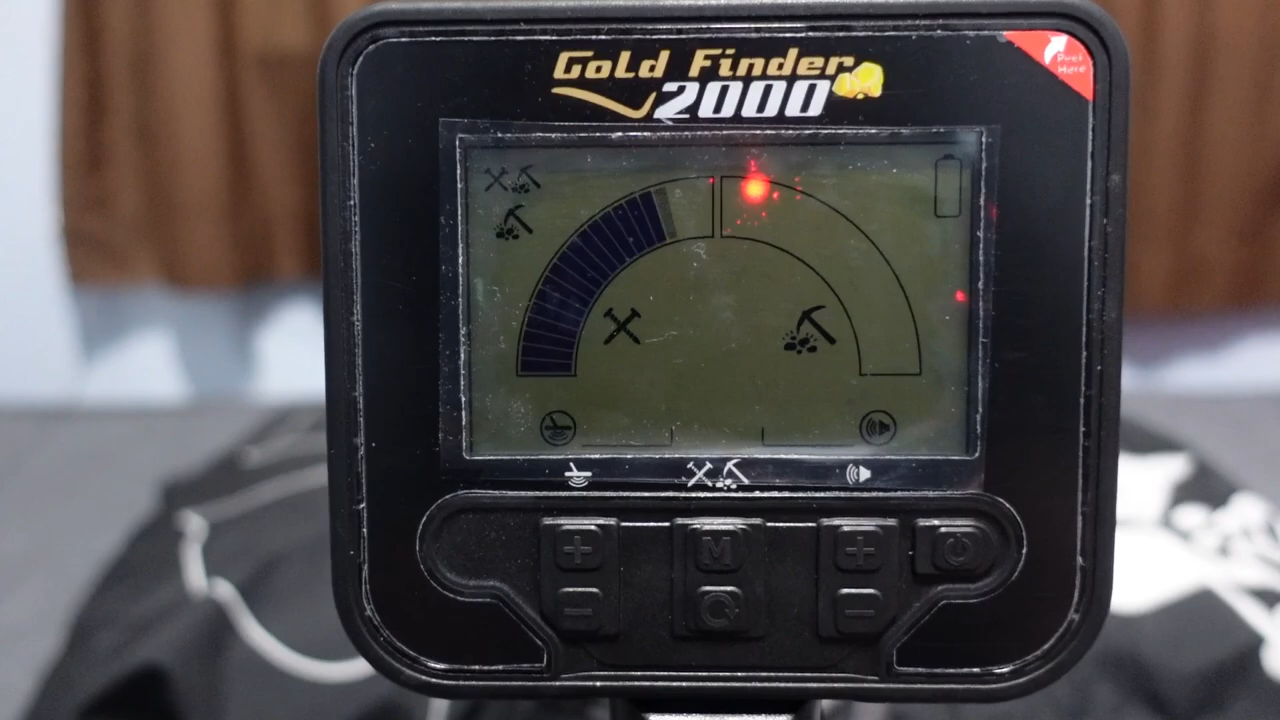 Peel
Here
Gold Finder
2000
+
M
+
−
−